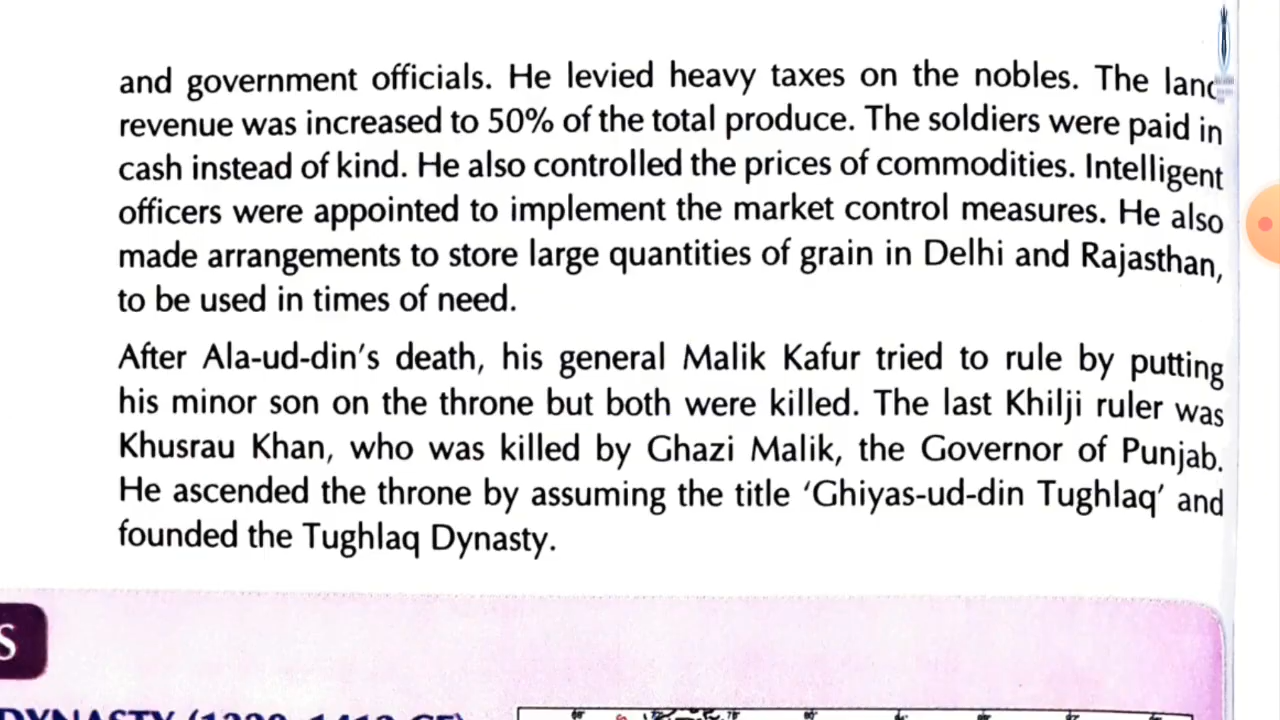 and government officials. He levied heavy taxes on the nobles. The land
revenue was increased to 50% of the total produce. The soldiers were paid in
cash instead of kind. He also controlled the prices of commodities. Intelligent
officers were appointed to implement the market control measures. He also
made arrangements to store large quantities of grain in Delhi and Rajasthan,
to be used in times of need.
After Ala-ud-din's death, his general Malik Kafur tried to rule by putting
his minor son on the throne but both were killed. The last Khilji ruler was
Khusrau Khan, who was killed by Ghazi Malik, the Governor of Punjab.
He ascended the throne by assuming the title ‘Ghiyas-ud-din Tughlaq’ and
founded the Tughlaq Dynasty.
S
DYNASTY